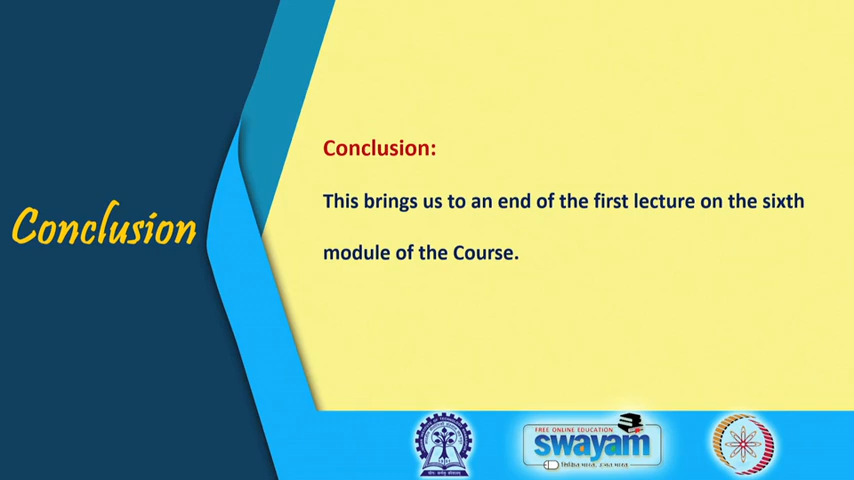 Conclusion
Conclusion:
This brings us to an end of the first lecture on the sixth
module of the Course.
FREE ONLINE EDUCATION
swayam